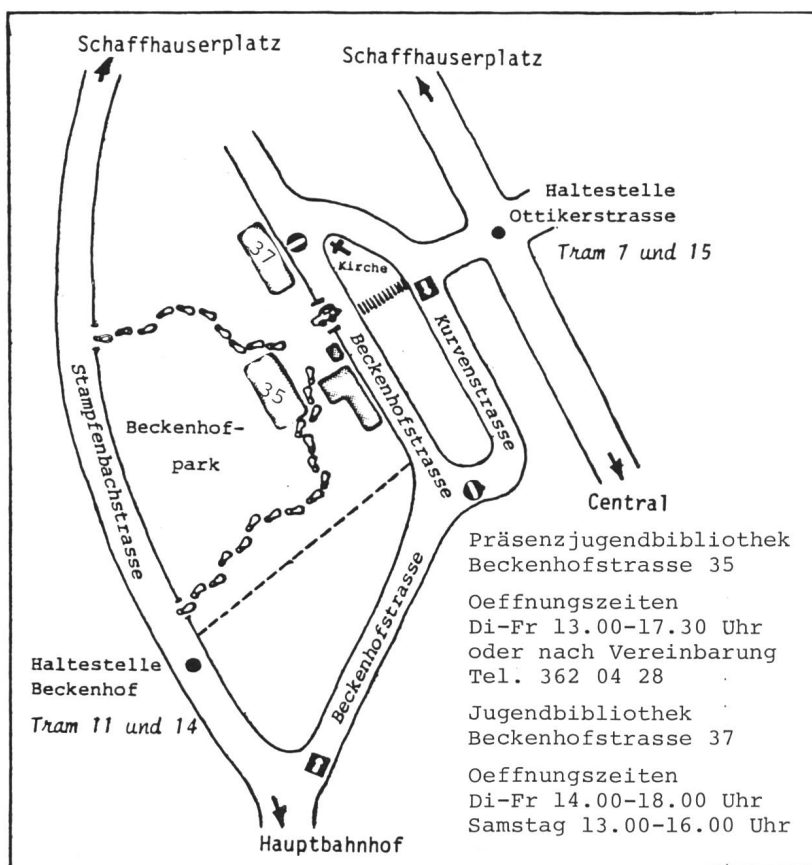 Schaffhauserplatz
Schaffhauserplatz
Haltestelle
Ottikerstrasse
Tram 7 und 15
37
Kirche
35
Beckenhof-
park
Stampfenbachstrasse
Beckenhofstrasse
Kurvenstrasse
Central
Beckenhofstrasse
Haltestelle
Beckenhof
Tram 11 und 14
Hauptbahnhof
Präsenzjugendbibliothek
Beckenhofstrasse 35
Oeffnungszeiten
Di-Fr 13.00-17.30 Uhr
oder nach Vereinbarung
Tel. 362 04 28
Jugendbibliothek
Beckenhofstrasse 37
Oeffnungszeiten
Di-Fr 14.00-18.00 Uhr
Samstag 13.00-16.00 Uhr